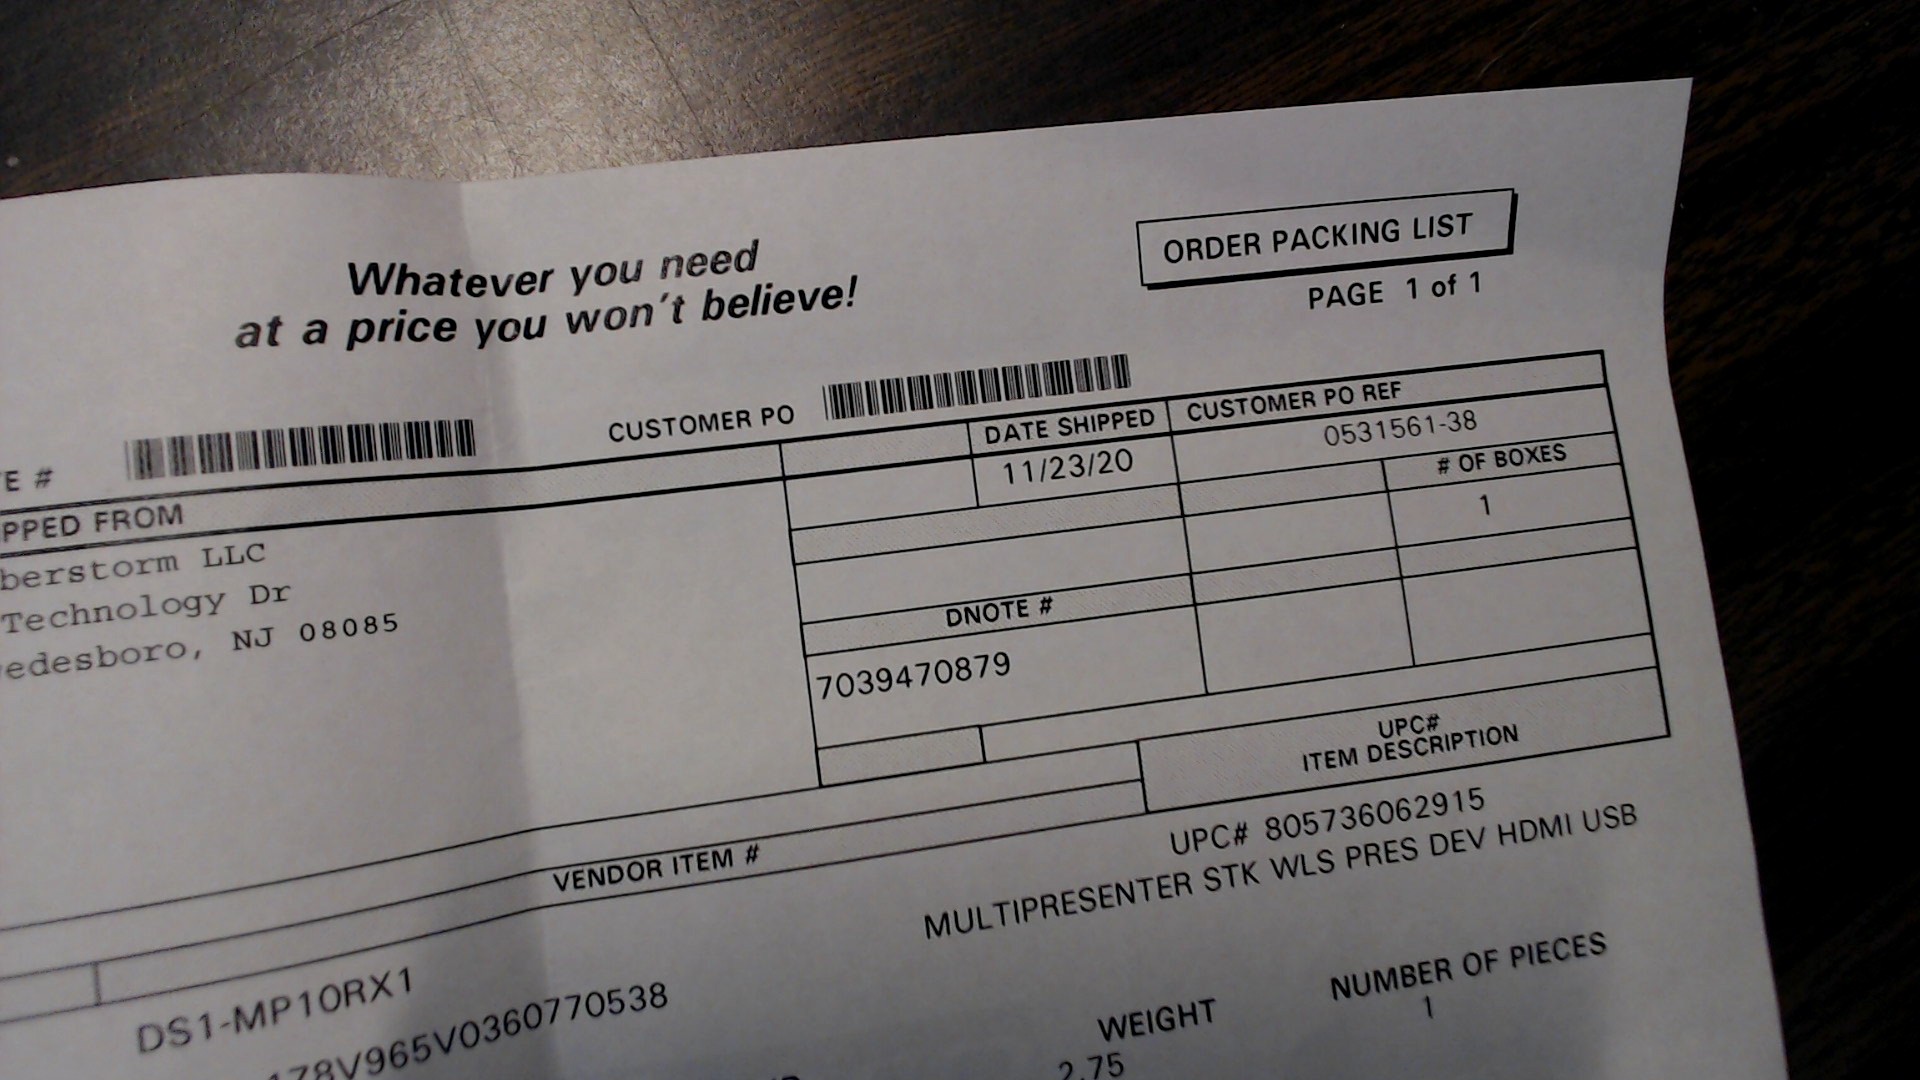 Whatever you need
at a price you won't believe!
ORDER PACKING LIST
PAGE 1 of 1
E #
CUSTOMER PO
PPED FROM
DATE SHIPPED
CUSTOMER PO REF
11/23/20
0531561-38
# OF BOXES
1
berstorm LLC
Technology Dr
edesboro, NJ 08085
DNOTE #
7039470879
UPC#
ITEM DESCRIPTION
VENDOR ITEM #
UPC# 805736062915
MULTIPRESENTER STK WLS PRES DEV HDMI USB
DS1-MP10RX1
178V965V0360770538
WEIGHT
NUMBER OF PIECES
2.75
1